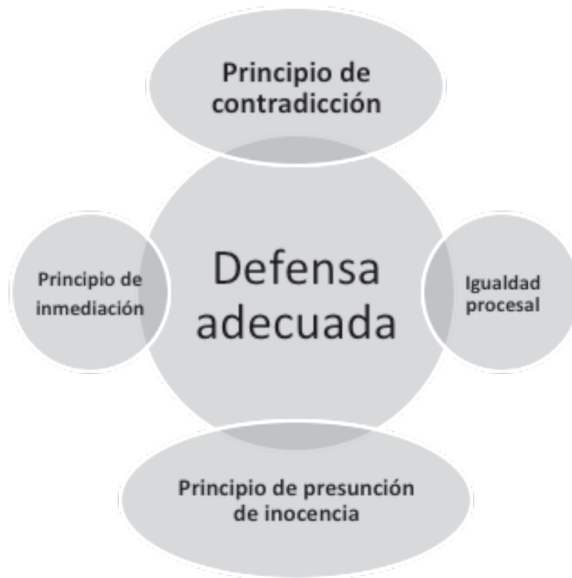 Principio de
contradicción
Principio de
inmediación
Defensa
adecuada
Igualdad
procesal
Principio de presunción
de inocencia